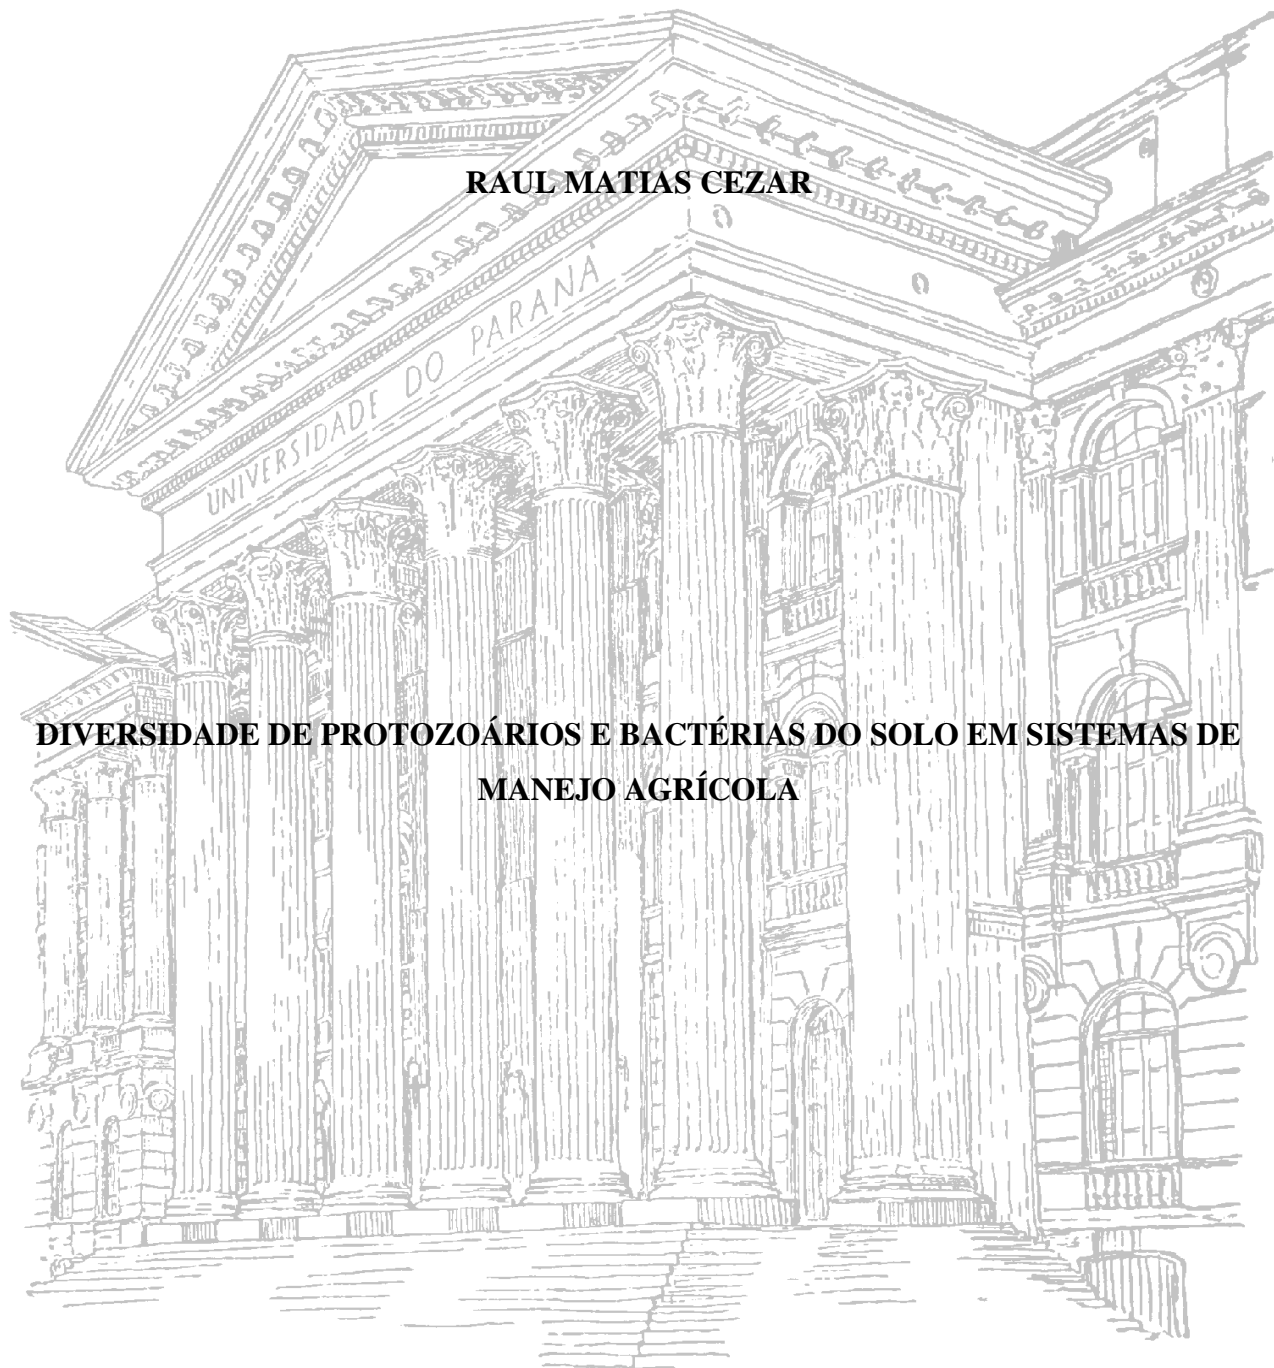 RAUL MATIAS CEZAR
UNIVERSIDADE DO PARANÁ
DIVERSIDADE DE PROTOZOÁRIOS E BACTÉRIAS DO SOLO EM SISTEMAS DE
MANEJO AGRÍCOLA